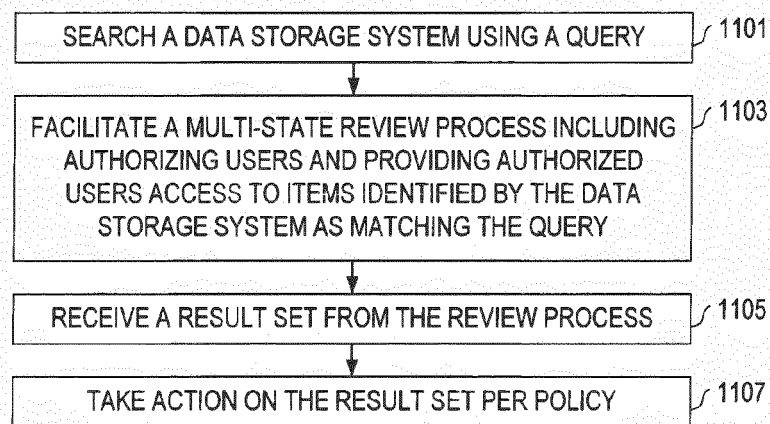 SEARCH A DATA STORAGE SYSTEM USING A QUERY 1101
FACILITATE A MULTI-STATE REVIEW PROCESS INCLUDING 1103
AUTHORIZING USERS AND PROVIDING AUTHORIZED
USERS ACCESS TO ITEMS IDENTIFIED BY THE DATA
STORAGE SYSTEM AS MATCHING THE QUERY
RECEIVE A RESULT SET FROM THE REVIEW PROCESS 1105
TAKE ACTION ON THE RESULT SET PER POLICY 1107